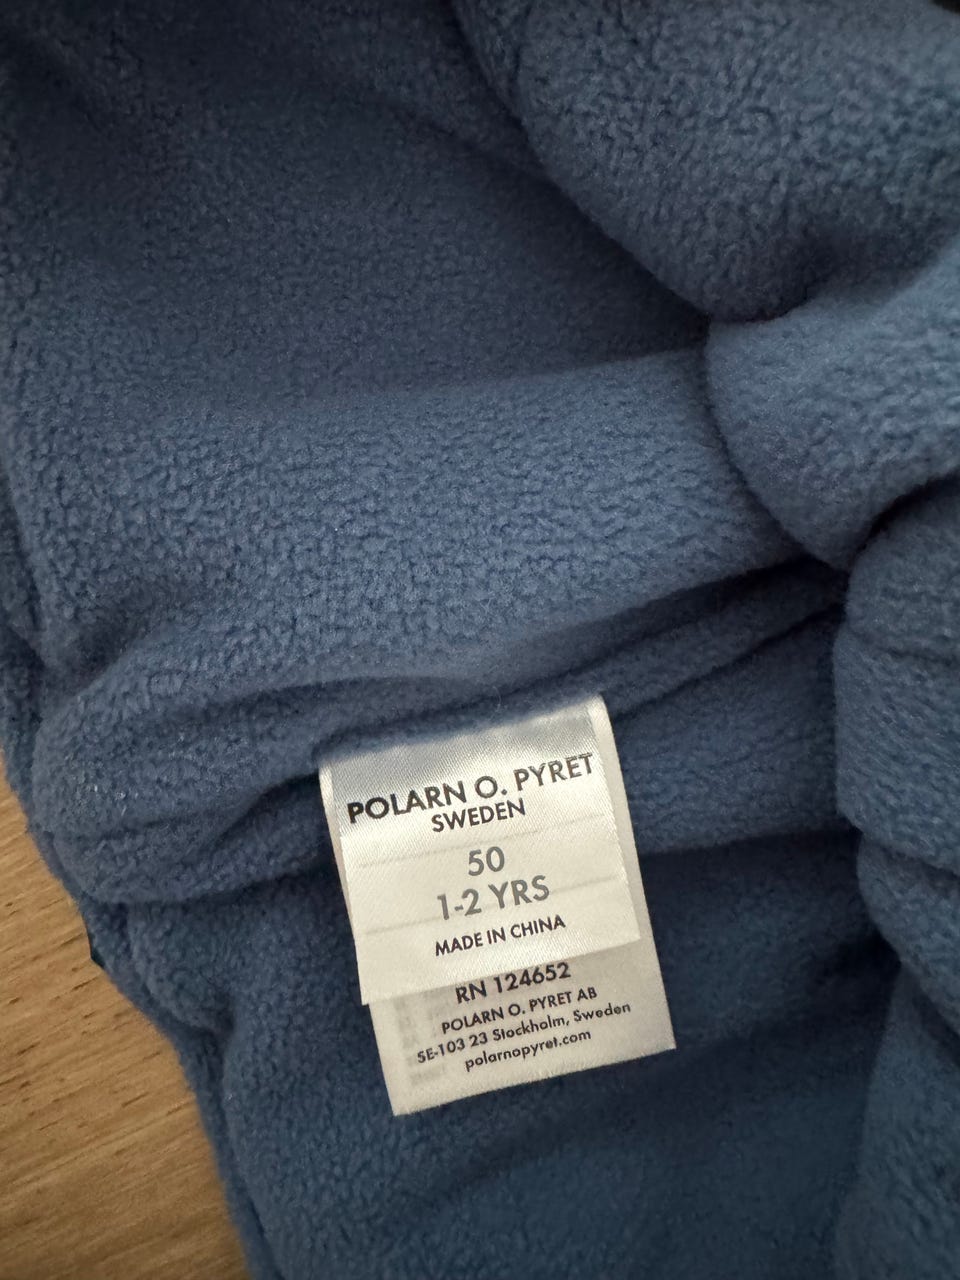 POLARN O. PYRET
SWEDEN
50
1-2 YRS
MADE IN CHINA
RN 124652
POLARN O. PYRET AB
SE-103 23 Stockholm, Sweden
polarnopyret.com